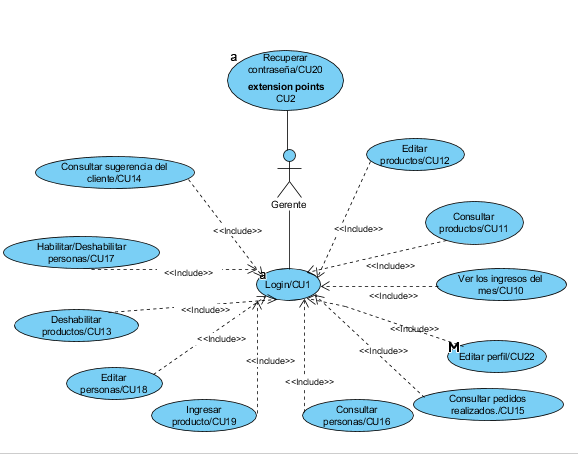 a
Recuperar
contraseña/CU20
extension points
CU2
Editar
productos/CU12
Consultar sugerencia del
cliente/CU14
Gerente
Consultar
productos/CU11
<<Include>>
<<Include>>
Habilitar/Deshabilitar
personas/CU17
<<Include>>
<<Include>>
a
Login/CU1
Ver los ingresos del
mes/CU10
<<Include>>
<<Include>>
Deshabilitar
productos/CU13
<<Include>>
<<Include>>
M
Editar perfil/CU22
<<Include>>
<<Include>>
Editar
personas/CU18
<<Include>>
Consultar pedidos
realizados./CU15
Ingresar
producto/CU19
Consultar
personas/CU16